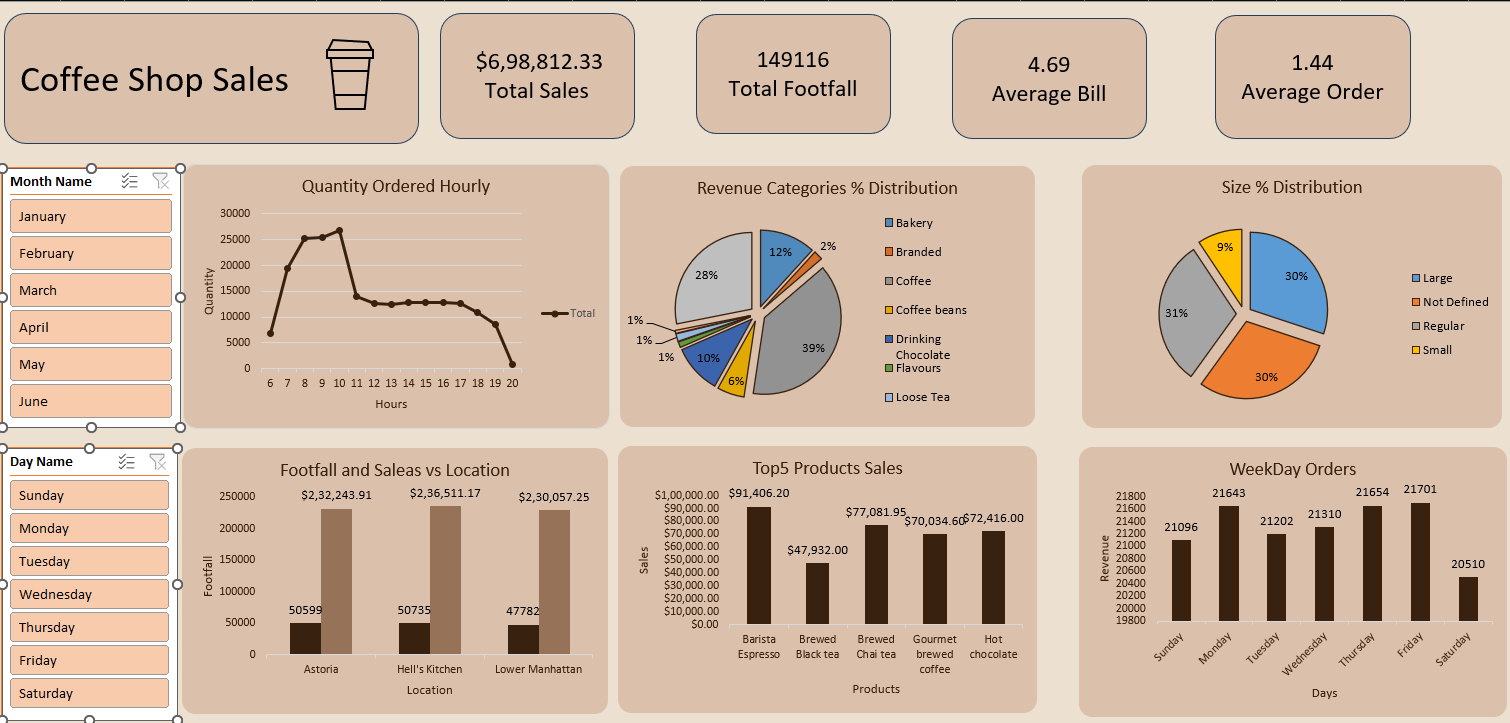 Coffee Shop Sales
$6,98,812.33
Total Sales
149116
Total Footfall
4.69
Average Bill
1.44
Average Order
Month Name
January
February
March
April
May
June
Quantity Ordered Hourly
30000
25000
20000
15000
10000
5000
0
Quantity
6 7 8 9 10 11 12 13 14 15 16 17 18 19 20
Hours
Total
Revenue Categories % Distribution
12%
2%
39%
6%
10%
1%
1%
1%
28%
Bakery
Branded
Coffee
Coffee beans
Drinking
Chocolate
Flavours
Loose Tea
Size % Distribution
30%
30%
31%
9%
Large
Not Defined
Regular
Small
Day Name
Sunday
Monday
Tuesday
Wednesday
Thursday
Friday
Saturday
Footfall and Saleas vs Location
250000
200000
150000
100000
50000
0
Footfall
$2,32,243.91 $2,36,511.17 $2,30,057.25
50599 50735 47782
Astoria Hell's Kitchen Lower Manhattan
Location
Top5 Products Sales
$1,00,000.00
$90,000.00
$80,000.00
$70,000.00
$60,000.00
$50,000.00
$40,000.00
$30,000.00
$20,000.00
$10,000.00
$0.00
Sales
$91,406.20
$47,932.00
$77,081.95
$70,034.60
$72,416.00
Barista
Espresso
Brewed
Black tea
Brewed
Chai tea
Gourmet
brewed
coffee
Hot
chocolate
Products
WeekDay Orders
21800
21600
21400
21200
21000
20800
20600
20400
20200
20000
19800
Revenue
21096
21643
21202
21310
21654
21701
20510
Sunday
Monday
Tuesday
Wednesday
Thursday
Friday
Saturday
Days